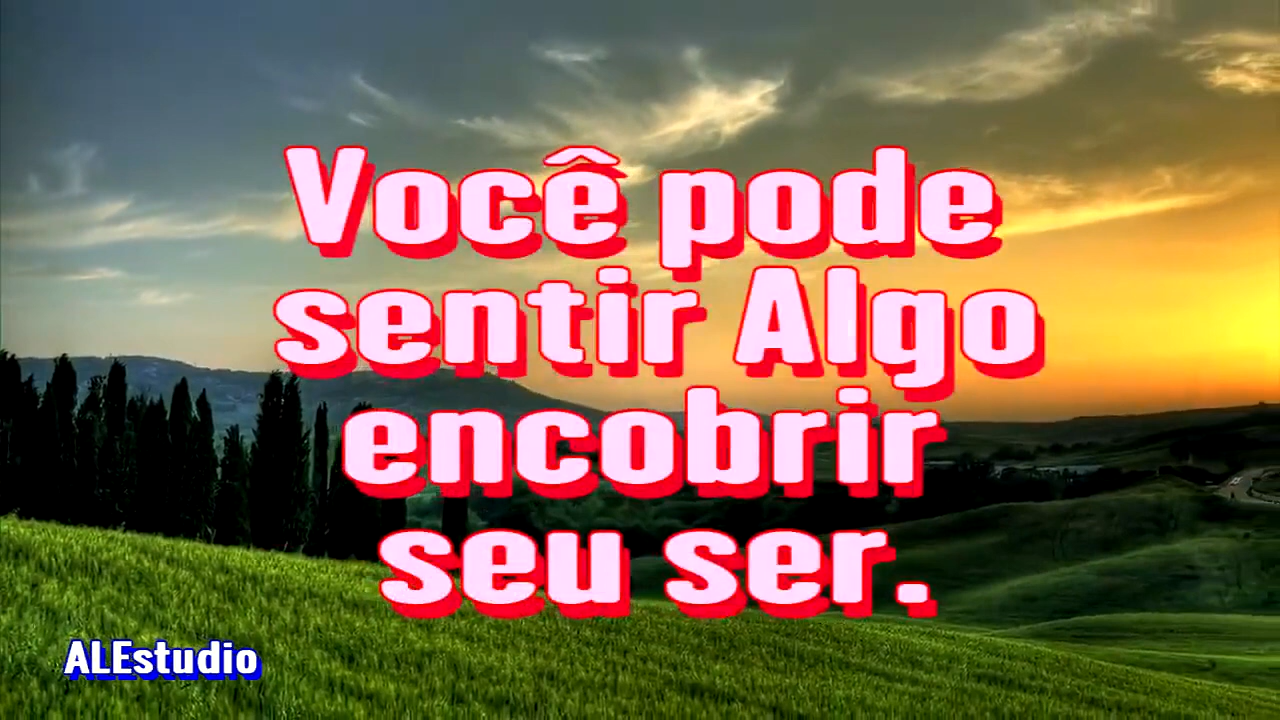 Você pode
sentir Algo
encobrir
seu ser.
ALEstudio